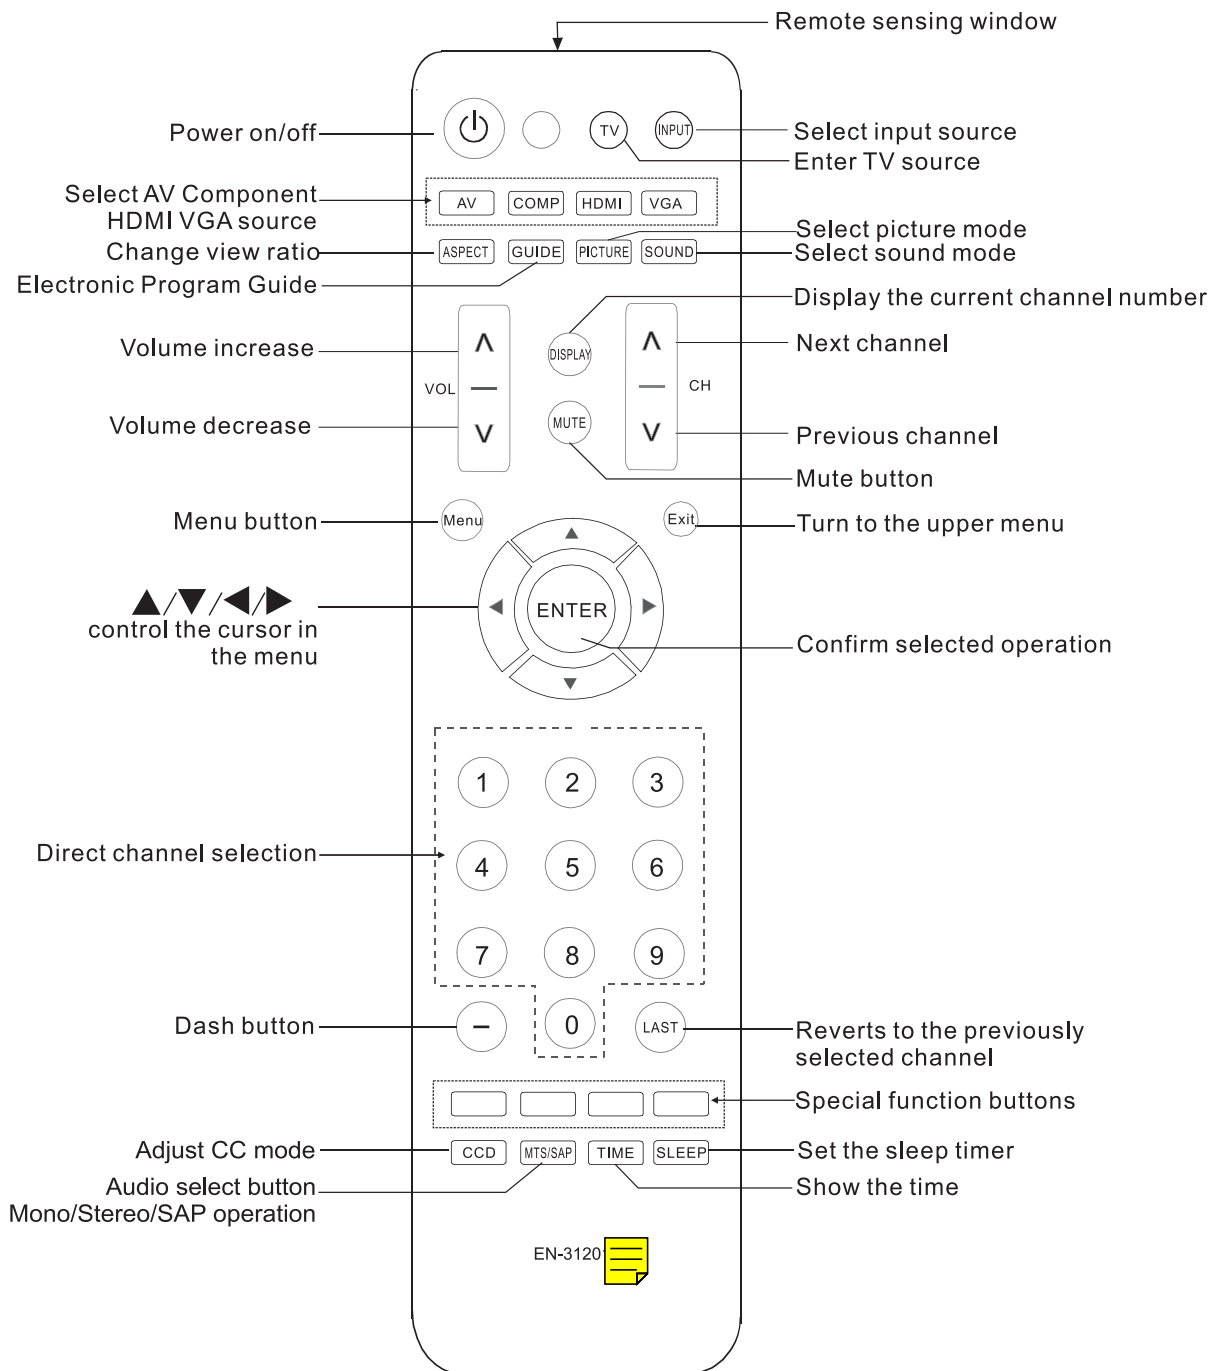 Remote sensing window
Power on/off
TV
INPUT
Select input source
Enter TV source
Select AV Component
HDMI VGA source
AV
COMP
HDMI
VGA
Change view ratio
ASPECT
GUIDE
PICTURE
SOUND
Select picture mode
Select sound mode
Electronic Program Guide
Display the current channel number
Volume increase
DISPLAY
Next channel
VOL
CH
Volume decrease
MUTE
Previous channel
Mute button
Menu button
Menu
Exit
Turn to the upper menu
▲/▼/◀/▶
control the cursor in
the menu
ENTER
Confirm selected operation
1 2 3
Direct channel selection
4 5 6
7 8 9
Dash button
– 0
LAST
Reverts to the previously
selected channel
Special function buttons
Adjust CC mode
CCD
MTS/SAP
TIME
SLEEP
Set the sleep timer
Audio select button
Mono/Stereo/SAP operation
Show the time